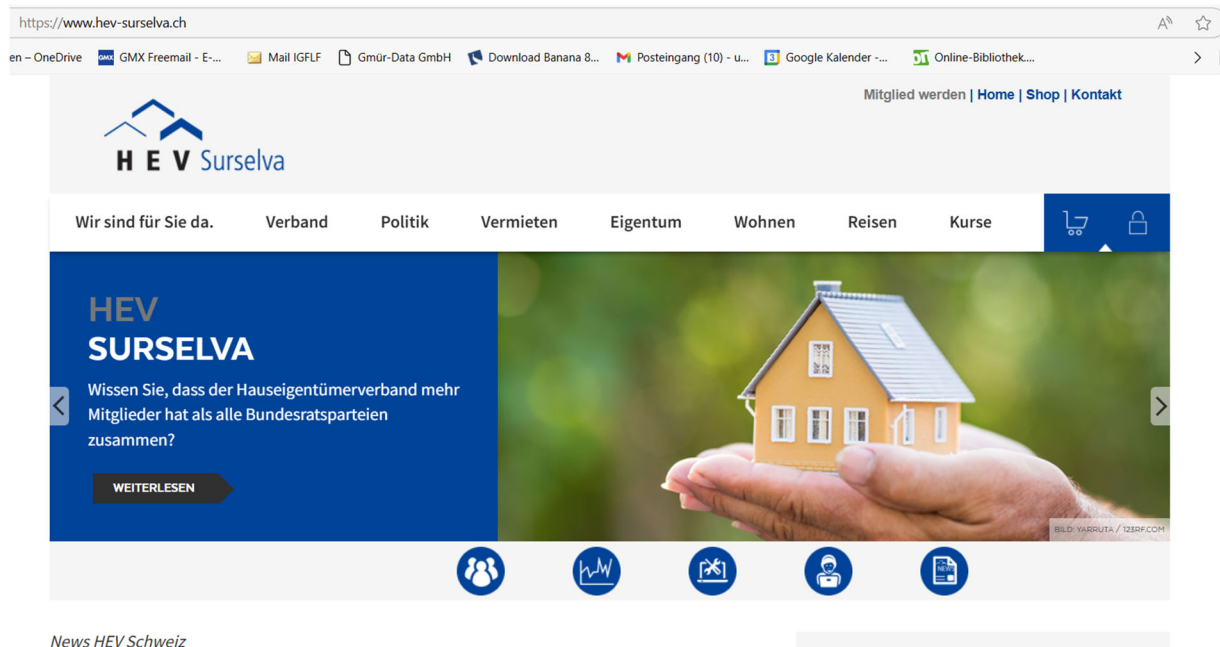 https://www.hev-surselva.ch
en – OneDrive GMX Freemail - E-... Mail IGFLF Gmür-Data GmbH Download Banana 8... Posteingang (10) - u... Google Kalender -... Online-Bibliothek....
Mitglied werden | Home | Shop | Kontakt
HEV Surselva
Wir sind für Sie da. Verband Politik Vermieten Eigentum Wohnen Reisen Kurse
HEV
SURSELVA
Wissen Sie, dass der Hauseigentümerverband mehr
Mitglieder hat als alle Bundesratsparteien
zusammen?
WEITERLESEN
BILD: YARRUTA / 123RF.COM
NEWS
News HEV Schweiz